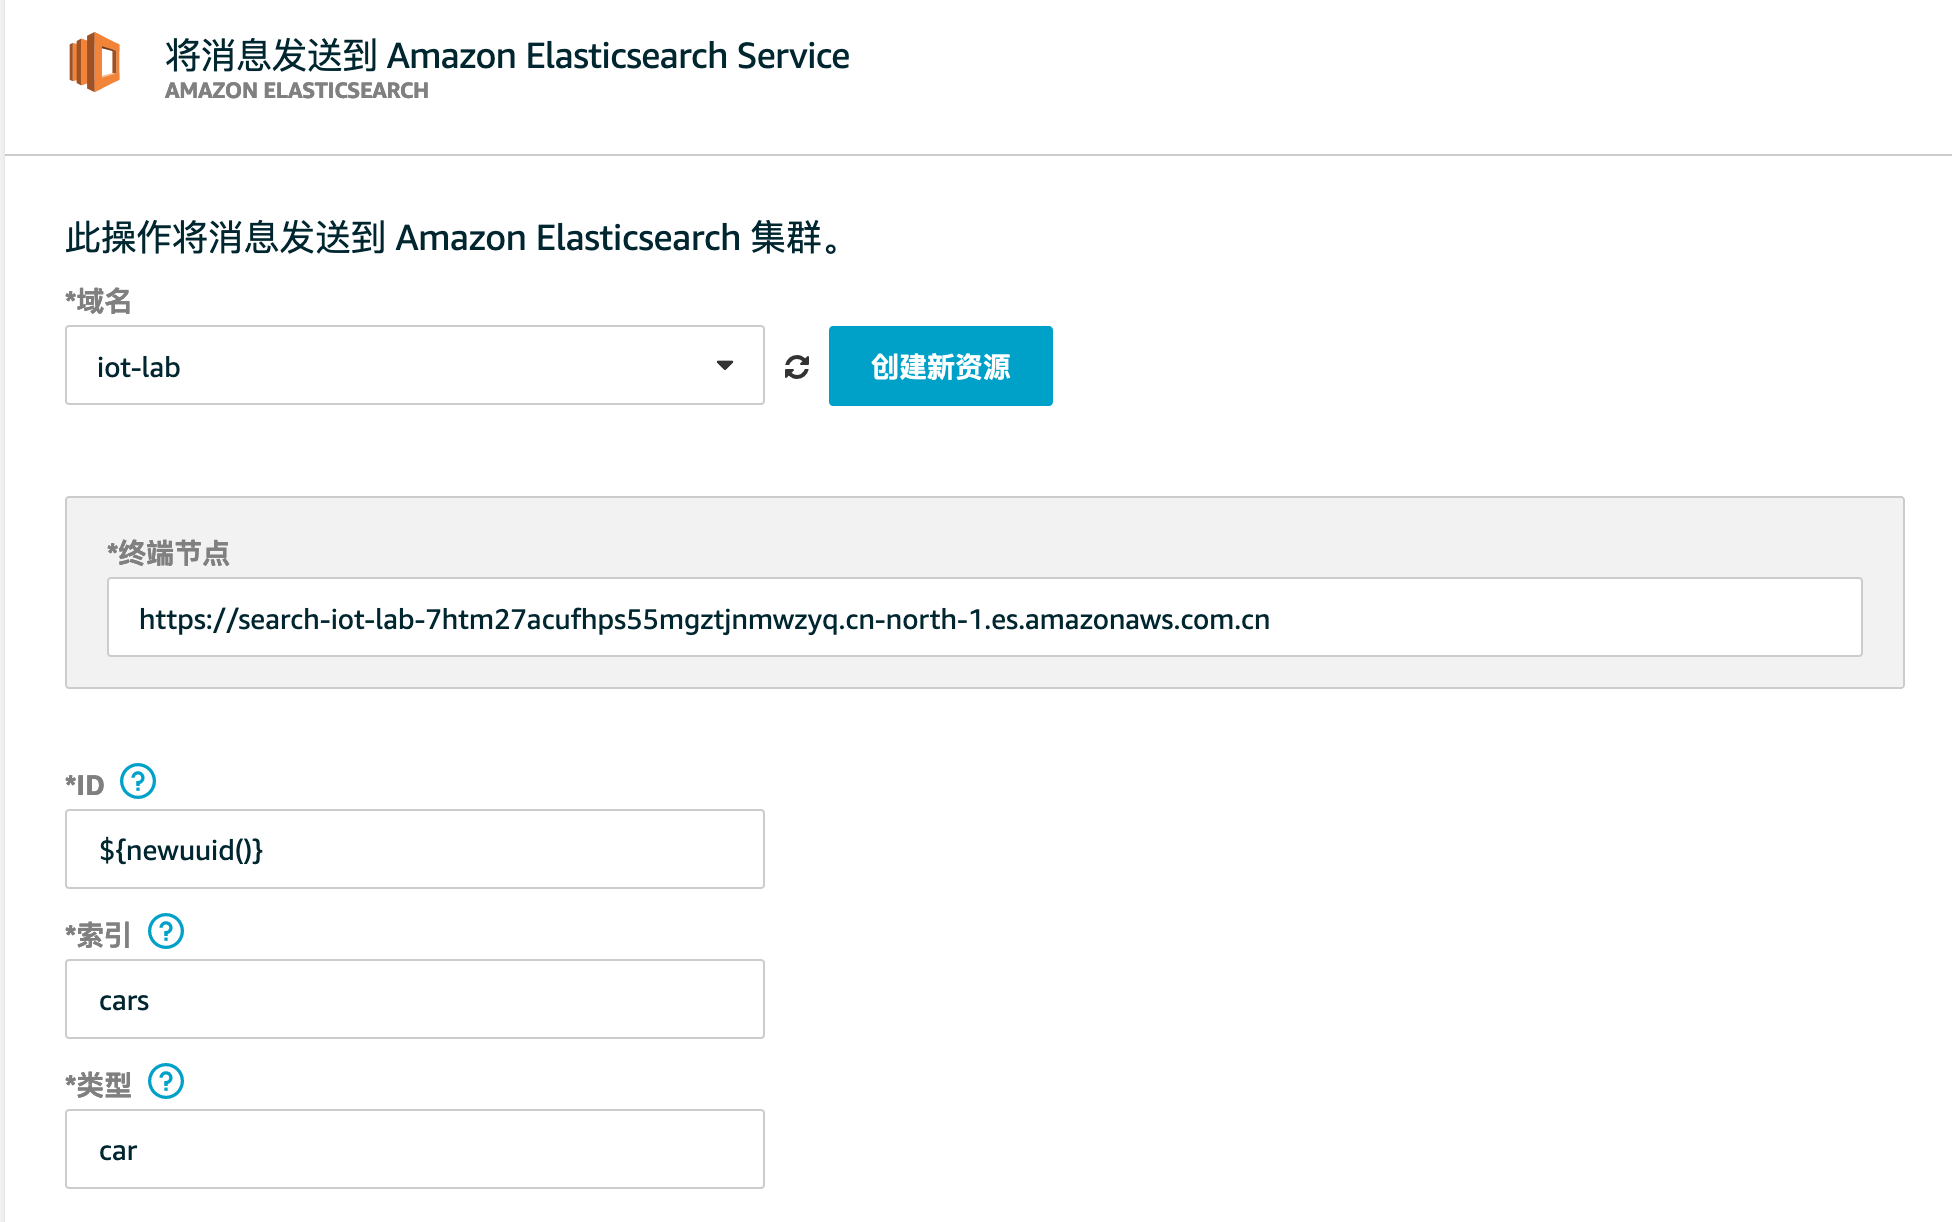 将消息发送到 Amazon Elasticsearch Service
AMAZON ELASTICSEARCH
此操作将消息发送到 Amazon Elasticsearch 集群。
*域名
iot-lab
创建新资源
*终端节点
https://search-iot-lab-7htm27acufhps55mgztjnmwzyq.cn-north-1.es.amazonaws.com.cn
*ID ?
${newuuid()}
*索引 ?
cars
*类型 ?
car